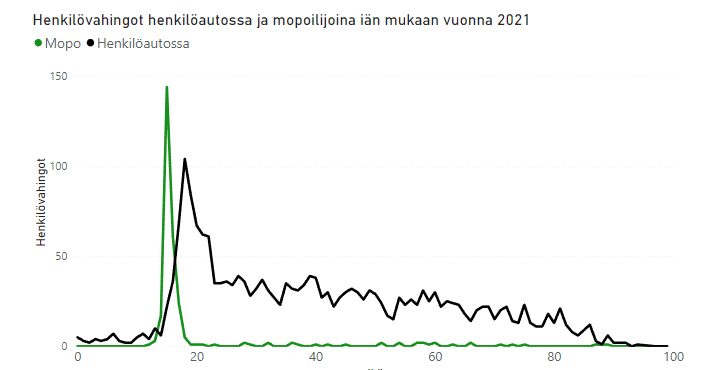 Henkilövahingot henkilöautossa ja mopoilijoina iän mukaan vuonna 2021
Mopo Henkilöautossa
150
100
50
0
Henkilövahingot
0 20 40 60 80 100